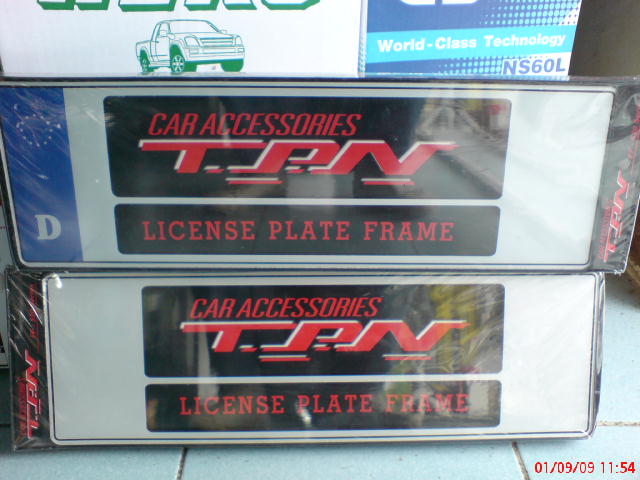 World-Class Technology
NS60L
CAR ACCESSORIES
T.P.N
D
LICENSE PLATE FRAME
T.P.N
CAR ACCESSORIES
T.P.N
LICENSE PLATE FRAME
T.P.N
01/09/09 11:54